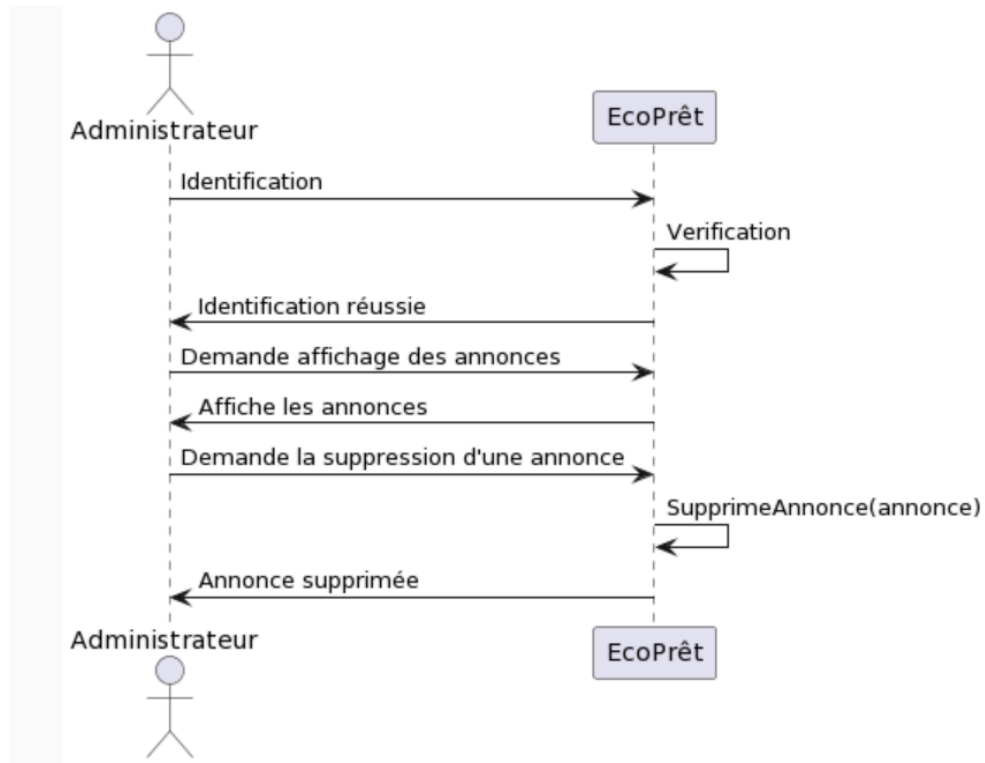 Administrateur
EcoPrêt
Identification
Verification
Identification réussie
Demande affichage des annonces
Affiche les annonces
Demande la suppression d'une annonce
SupprimeAnnonce(annonce)
Annonce supprimée
Administrateur
EcoPrêt